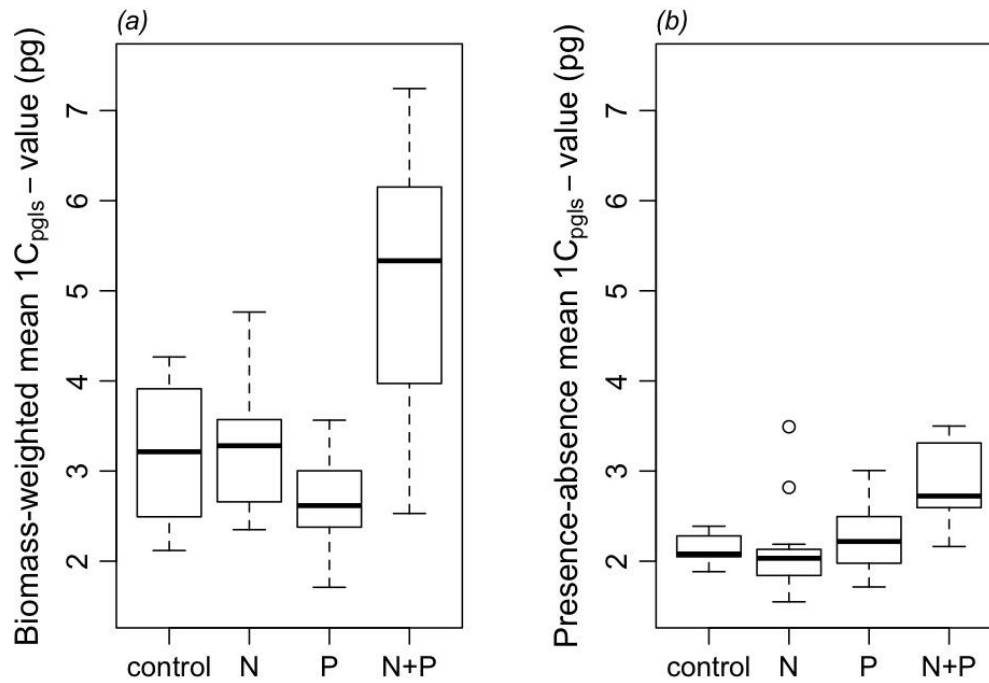 (a)
Biomass-weighted mean 1Cpgls – value (pg)
7
6
5
4
3
2
control N P N+P
(b)
Presence-absence mean 1Cpgls – value (pg)
7
6
5
4
3
2
control N P N+P